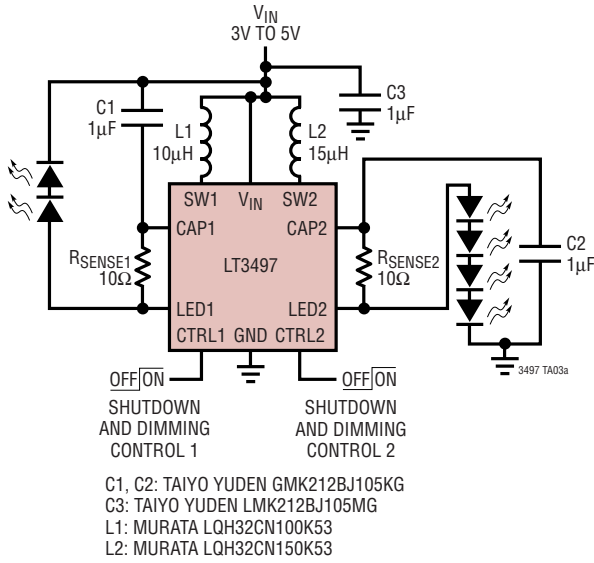 VIN
3V TO 5V
C1
1µF
L1
10µH
L2
15µH
C3
1µF
SW1 VIN SW2
CAP1 CAP2
RSENSE1
10Ω
LT3497
RSENSE2
10Ω
C2
1µF
LED1 LED2
CTRL1 GND CTRL2
3497 TA03a
OFF ON
OFF ON
SHUTDOWN
AND DIMMING
CONTROL 1
SHUTDOWN
AND DIMMING
CONTROL 2
C1, C2: TAIYO YUDEN GMK212BJ105KG
C3: TAIYO YUDEN LMK212BJ105MG
L1: MURATA LQH32CN100K53
L2: MURATA LQH32CN150K53